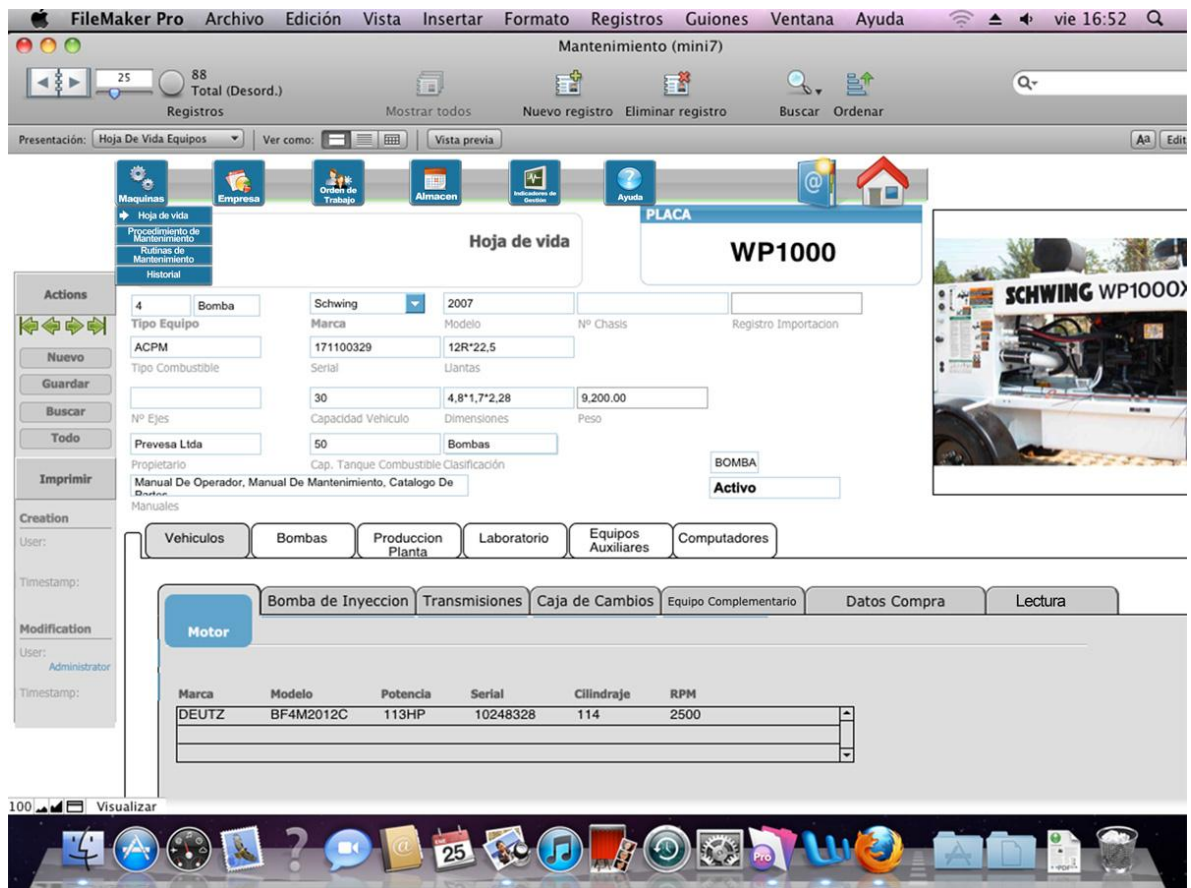 FileMaker Pro Archivo Edición Vista Insertar Formato Registros Guiones Ventana Ayuda vie 16:52
Mantenimiento (mini7)
25 88
Total (Desord.)
Registros Mostrar todos Nuevo registro Eliminar registro Buscar Ordenar
Presentación: Hoja De Vida Equipos Ver como: Vista previa Aa Edit
Maquinas Empresa Orden de Trabajo Almacen Indicadores de Gestión Ayuda
Hoja de vida
Procedimiento de Mantenimiento
Rutinas de Mantenimiento
Historial
Hoja de vida
PLACA
WP1000
SCHWING WP1000X
Actions
Nuevo
Guardar
Buscar
Todo
Imprimir
Creation
User:
Timestamp:
Modification
User:
Administrator
Timestamp:
4 Bomba Schwing 2007
Tipo Equipo Marca Modelo Nº Chasis Registro Importacion
ACPM 171100329 12R*22,5
Tipo Combustible Serial Llantas
30 4,8*1,7*2,28 9,200.00
Nº Ejes Capacidad Vehiculo Dimensiones Peso
Prevesa Ltda 50 Bombas
Propietario Cap. Tanque Combustible Clasificación
BOMBA
Manual De Operador, Manual De Mantenimiento, Catalogo De
Partes
Activo
Manuales
Vehiculos Bombas Produccion Planta Laboratorio Equipos Auxiliares Computadores
Motor Bomba de Inyeccion Transmisiones Caja de Cambios Equipo Complementario Datos Compra Lectura
Marca Modelo Potencia Serial Cilindraje RPM
DEUTZ BF4M2012C 113HP 10248328 114 2500
100 Visualizar
ENE
25
Pro
PDF